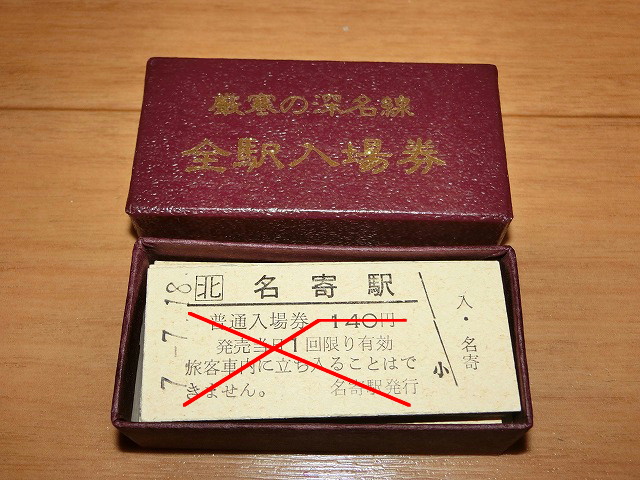 厳寒の深名線
全駅入場券
7.-7.18
北 名寄駅
普通入場券 140円
発売当日1回限り有効
旅客車内に立ち入ることはで
きません。 名寄駅発行
小
入・名寄